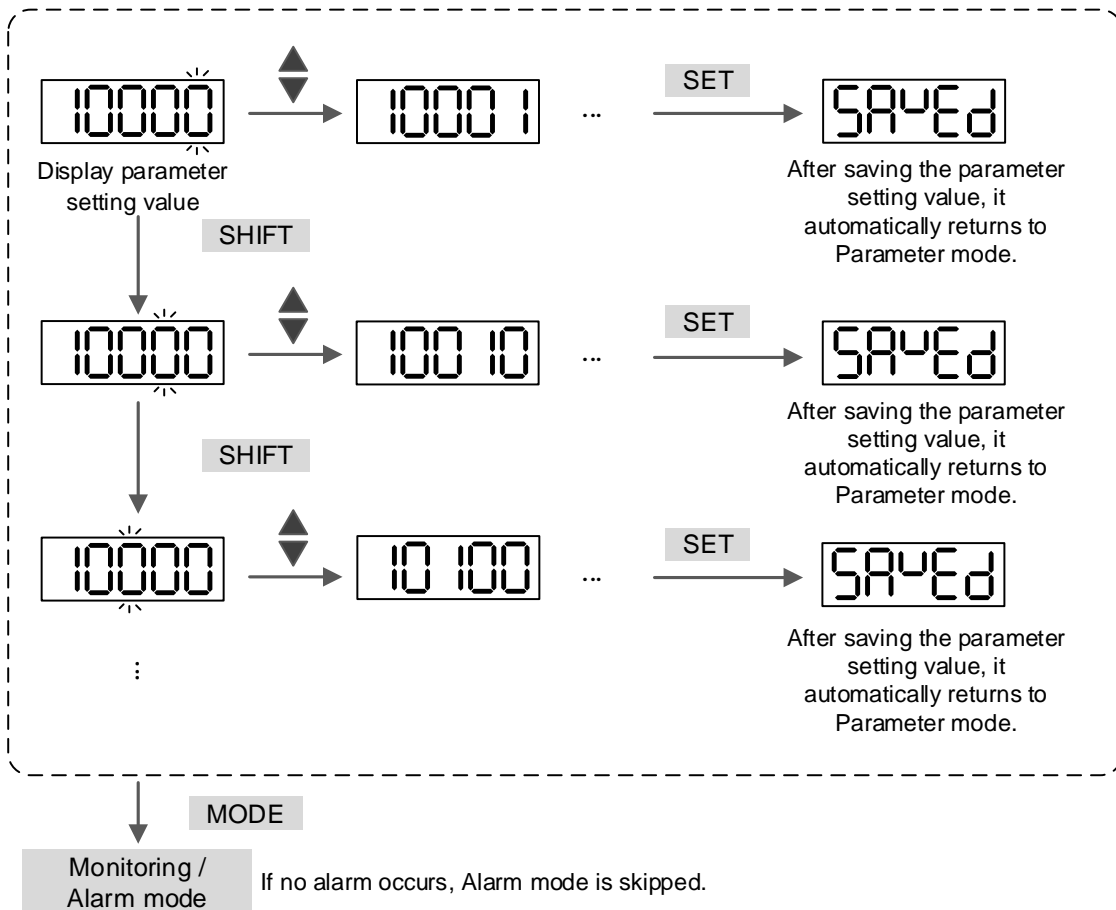 10000
10001
...
SET
SAVEd
Display parameter
setting value
After saving the parameter
setting value, it
automatically returns to
Parameter mode.
SHIFT
10000
10010
...
SET
SAVEd
After saving the parameter
setting value, it
automatically returns to
Parameter mode.
SHIFT
10000
10100
...
SET
SAVEd
After saving the parameter
setting value, it
automatically returns to
Parameter mode.
...
MODE
Monitoring /
Alarm mode
If no alarm occurs, Alarm mode is skipped.